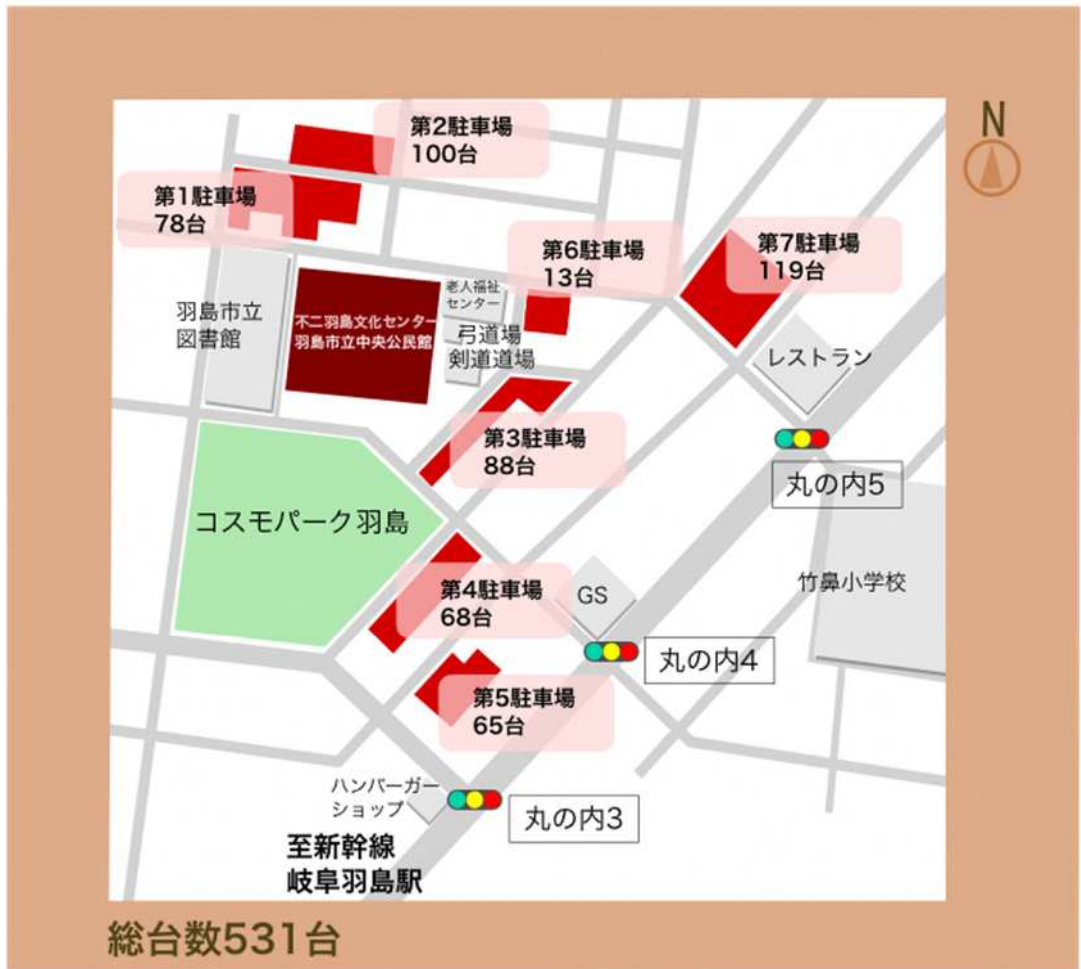 N
第2駐車場
100台
第1駐車場
78台
第6駐車場
13台
第7駐車場
119台
老人福祉
センター
羽島市立
図書館
不二羽島文化センター
羽島市立中央公民館
弓道場
剣道道場
レストラン
第3駐車場
88台
丸の内5
コスモパーク羽島
第4駐車場
68台
GS
竹鼻小学校
丸の内4
第5駐車場
65台
ハンバーガー
ショップ
丸の内3
至新幹線
岐阜羽島駅
総台数531台